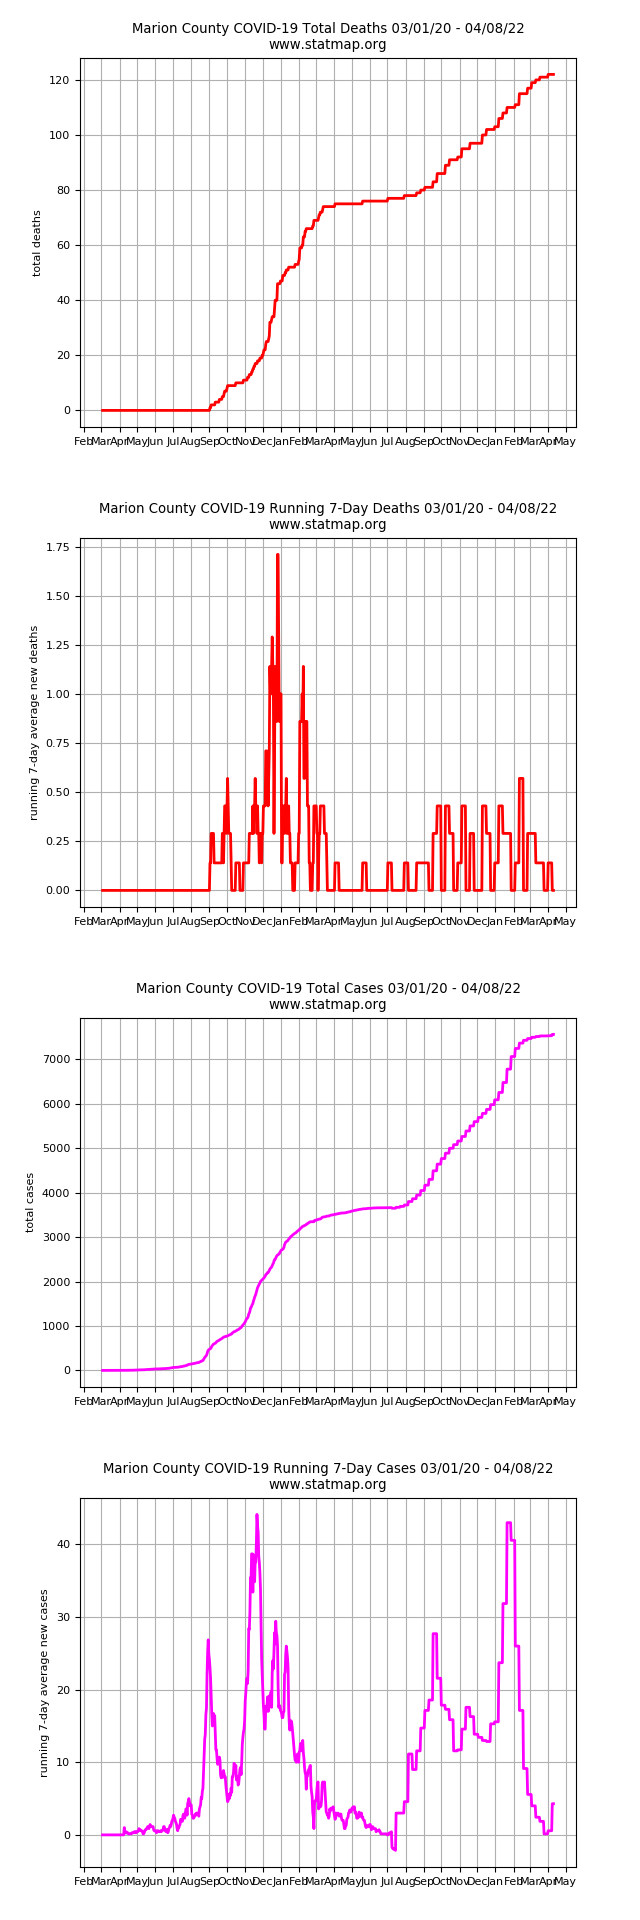 Marion County COVID-19 Total Deaths 03/01/20 - 04/08/22
www.statmap.org
120
100
80
60
40
20
0
total deaths
Feb Mar Apr May Jun Jul Aug Sep Oct Nov Dec Jan Feb Mar Apr May Jun Jul Aug Sep Oct Nov Dec Jan Feb Mar Apr May
Marion County COVID-19 Running 7-Day Deaths 03/01/20 - 04/08/22
www.statmap.org
1.75
1.50
1.25
1.00
0.75
0.50
0.25
0.00
running 7-day average new deaths
Feb Mar Apr May Jun Jul Aug Sep Oct Nov Dec Jan Feb Mar Apr May Jun Jul Aug Sep Oct Nov Dec Jan Feb Mar Apr May
Marion County COVID-19 Total Cases 03/01/20 - 04/08/22
www.statmap.org
7000
6000
5000
4000
3000
2000
1000
0
total cases
Feb Mar Apr May Jun Jul Aug Sep Oct Nov Dec Jan Feb Mar Apr May Jun Jul Aug Sep Oct Nov Dec Jan Feb Mar Apr May
Marion County COVID-19 Running 7-Day Cases 03/01/20 - 04/08/22
www.statmap.org
40
30
20
10
0
running 7-day average new cases
Feb Mar Apr May Jun Jul Aug Sep Oct Nov Dec Jan Feb Mar Apr May Jun Jul Aug Sep Oct Nov Dec Jan Feb Mar Apr May